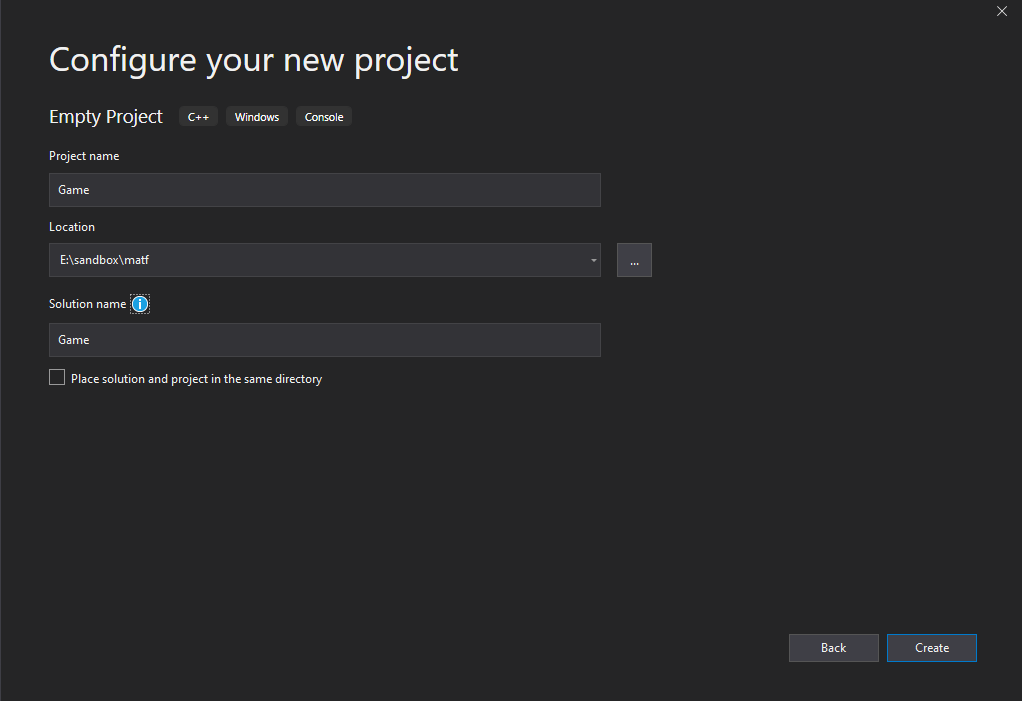 Configure your new project
Empty Project C++ Windows Console
Project name
Game
Location
E:\sandbox\matf
...
Solution name
Game
Place solution and project in the same directory
Back Create